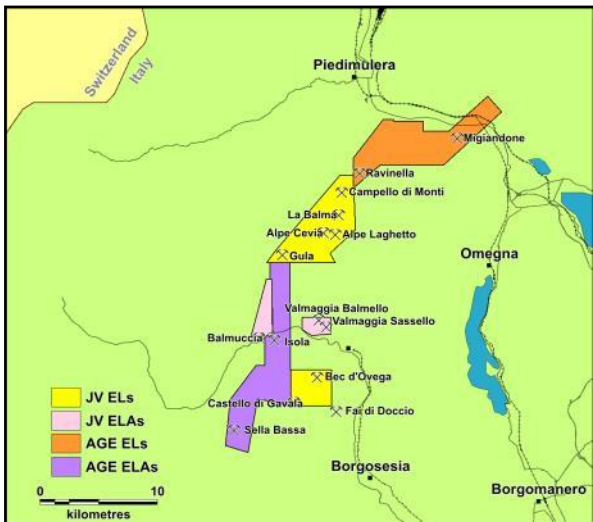 Switzerland
Italy
Piedimulera
Migiandone
Ravinella
Campello di Monti
La Balma
Alpe Cevia
Alpe Laghetto
Gula
Omegna
Valmaggia Balmello
Valmaggia Sassello
Balmuccia
Isola
Bec d'Ovega
Castello di Gavala
Fai di Doccio
Sella Bassa
JV ELs
JV ELAs
AGE ELs
AGE ELAs
Borgosesia
Borgomanero
0 10
kilometres